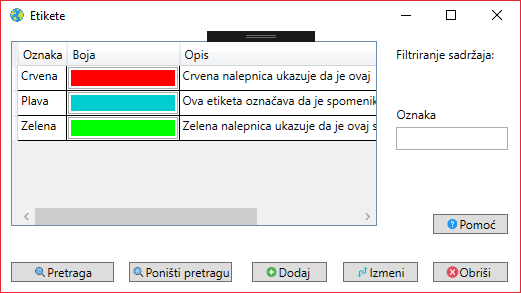 Etikete
Oznaka Boja Opis
Crvena Crvena nalepnica ukazuje da je ovaj
Plava Ova etiketa označava da je spomenik
Zelena Zelena nalepnica ukazuje da je ovaj s
Filtriranje sadržaja:
Oznaka
Pomoć
Pretraga Poništi pretragu Dodaj Izmeni Obriši